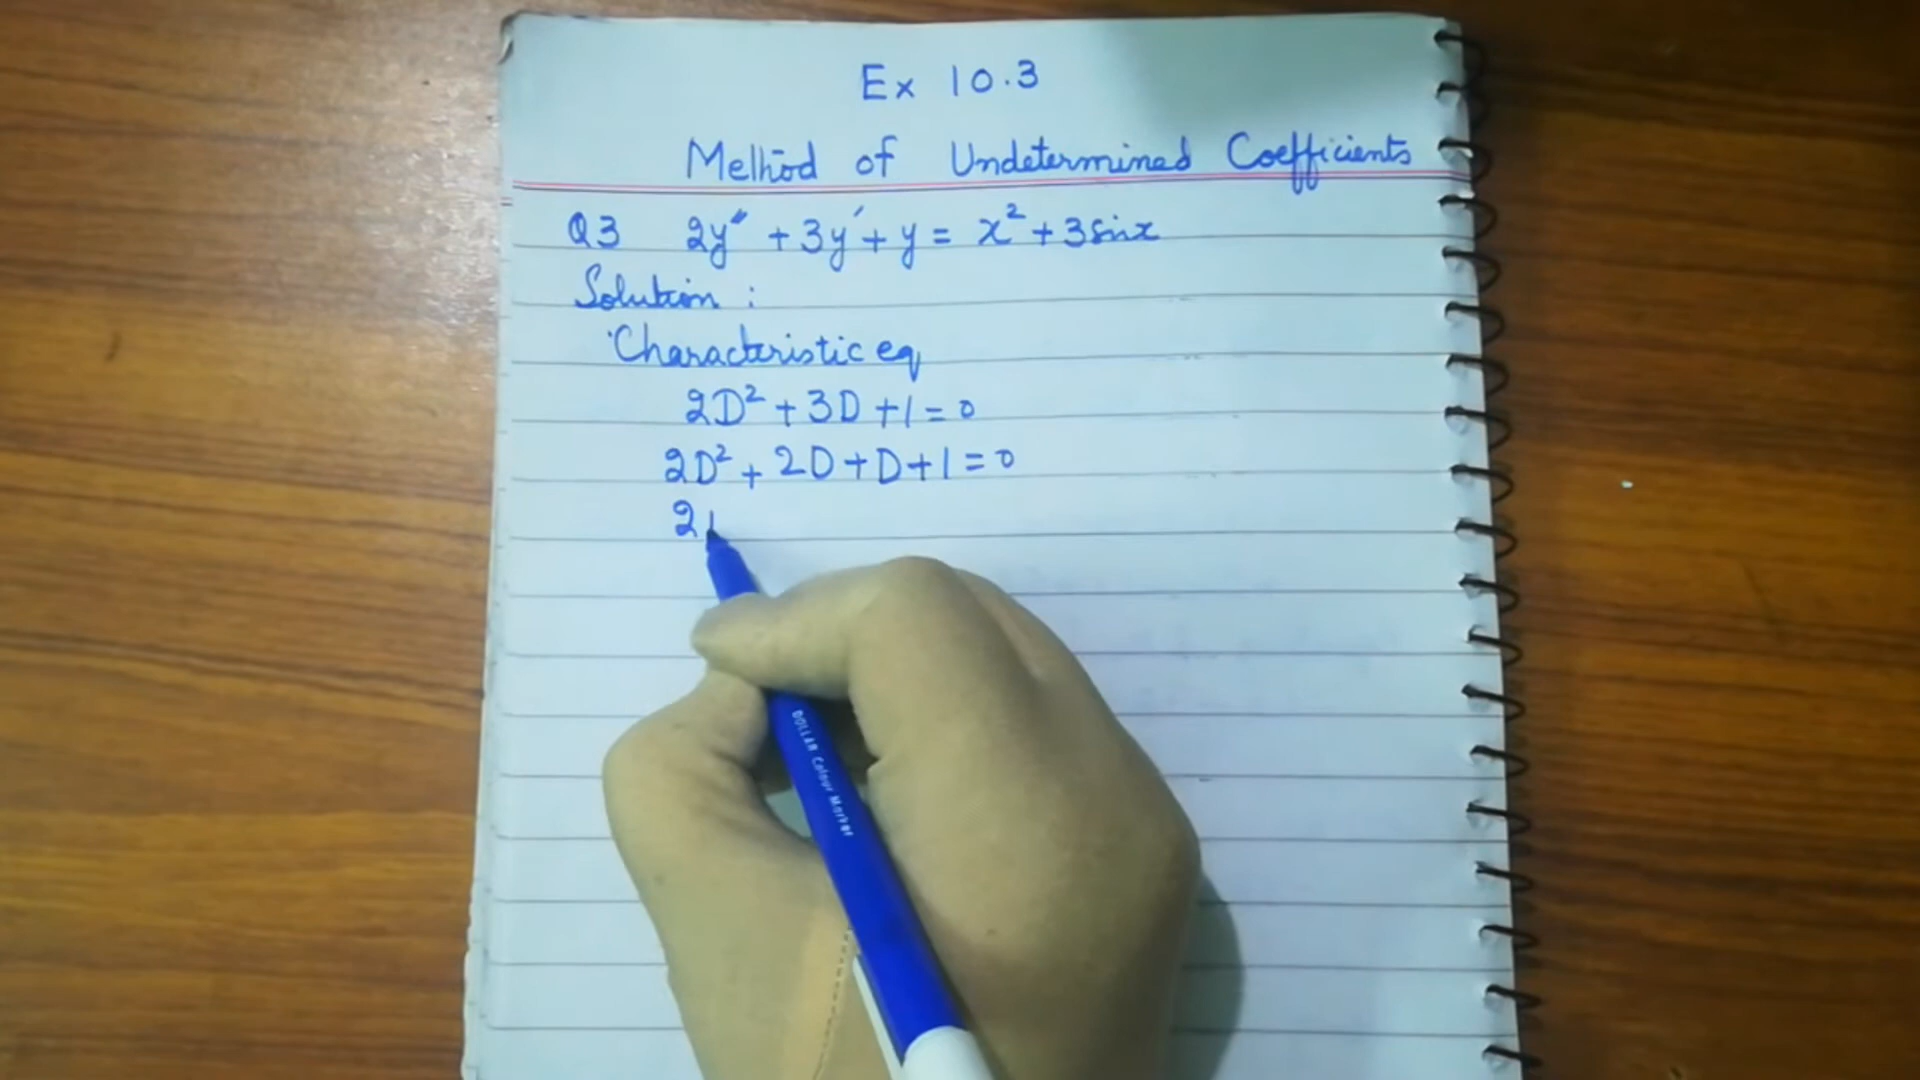 Ex 10.3
Method of Undetermined Coefficients
Q3 2y″ + 3y′ + y = x² + 3sinx
Solution :
Characteristic eq
2D² + 3D + 1 = 0
2D² + 2D + D + 1 = 0
2
DOLLAR Colour Marker